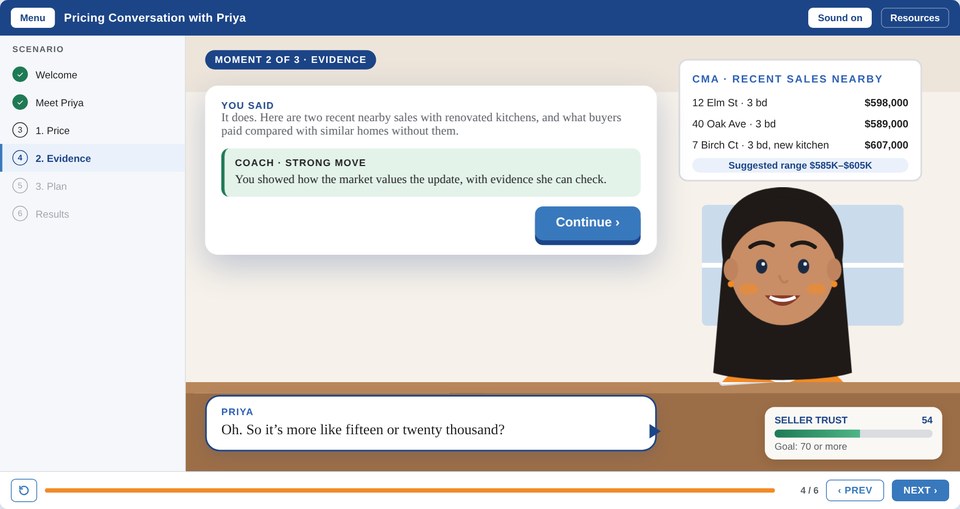 Menu
Pricing Conversation with Priya
Sound on
Resources
SCENARIO
Welcome
Meet Priya
3 1. Price
4 2. Evidence
5 3. Plan
6 Results
MOMENT 2 OF 3 · EVIDENCE
YOU SAID
It does. Here are two recent nearby sales with renovated kitchens, and what buyers
paid compared with similar homes without them.
COACH · STRONG MOVE
You showed how the market values the update, with evidence she can check.
Continue ›
CMA · RECENT SALES NEARBY
12 Elm St · 3 bd $598,000
40 Oak Ave · 3 bd $589,000
7 Birch Ct · 3 bd, new kitchen $607,000
Suggested range $585K–$605K
PRIYA
Oh. So it’s more like fifteen or twenty thousand?
SELLER TRUST 54
Goal: 70 or more
4 / 6
‹ PREV
NEXT ›